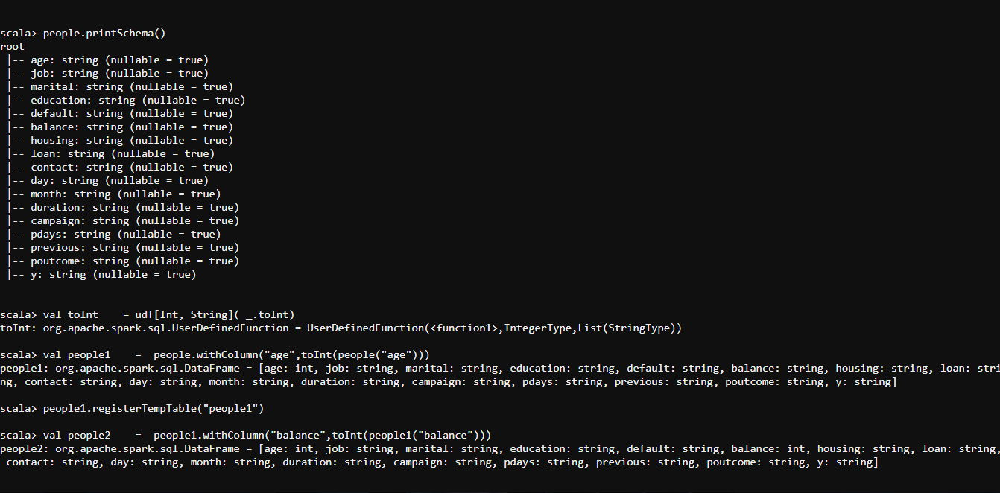 scala> people.printSchema()
root
 |-- age: string (nullable = true)
 |-- job: string (nullable = true)
 |-- marital: string (nullable = true)
 |-- education: string (nullable = true)
 |-- default: string (nullable = true)
 |-- balance: string (nullable = true)
 |-- housing: string (nullable = true)
 |-- loan: string (nullable = true)
 |-- contact: string (nullable = true)
 |-- day: string (nullable = true)
 |-- month: string (nullable = true)
 |-- duration: string (nullable = true)
 |-- campaign: string (nullable = true)
 |-- pdays: string (nullable = true)
 |-- previous: string (nullable = true)
 |-- poutcome: string (nullable = true)
 |-- y: string (nullable = true)
scala> val toInt    = udf[Int, String]( _.toInt)
toInt: org.apache.spark.sql.UserDefinedFunction = UserDefinedFunction(<function1>,IntegerType,List(StringType))
scala> val people1    =  people.withColumn("age",toInt(people("age")))
people1: org.apache.spark.sql.DataFrame = [age: int, job: string, marital: string, education: string, default: string, balance: string, housing: string, loan: stri
ng, contact: string, day: string, month: string, duration: string, campaign: string, pdays: string, previous: string, poutcome: string, y: string]
scala> people1.registerTempTable("people1")
scala> val people2    =  people1.withColumn("balance",toInt(people1("balance")))
people2: org.apache.spark.sql.DataFrame = [age: int, job: string, marital: string, education: string, default: string, balance: int, housing: string, loan: string,
 contact: string, day: string, month: string, duration: string, campaign: string, pdays: string, previous: string, poutcome: string, y: string]